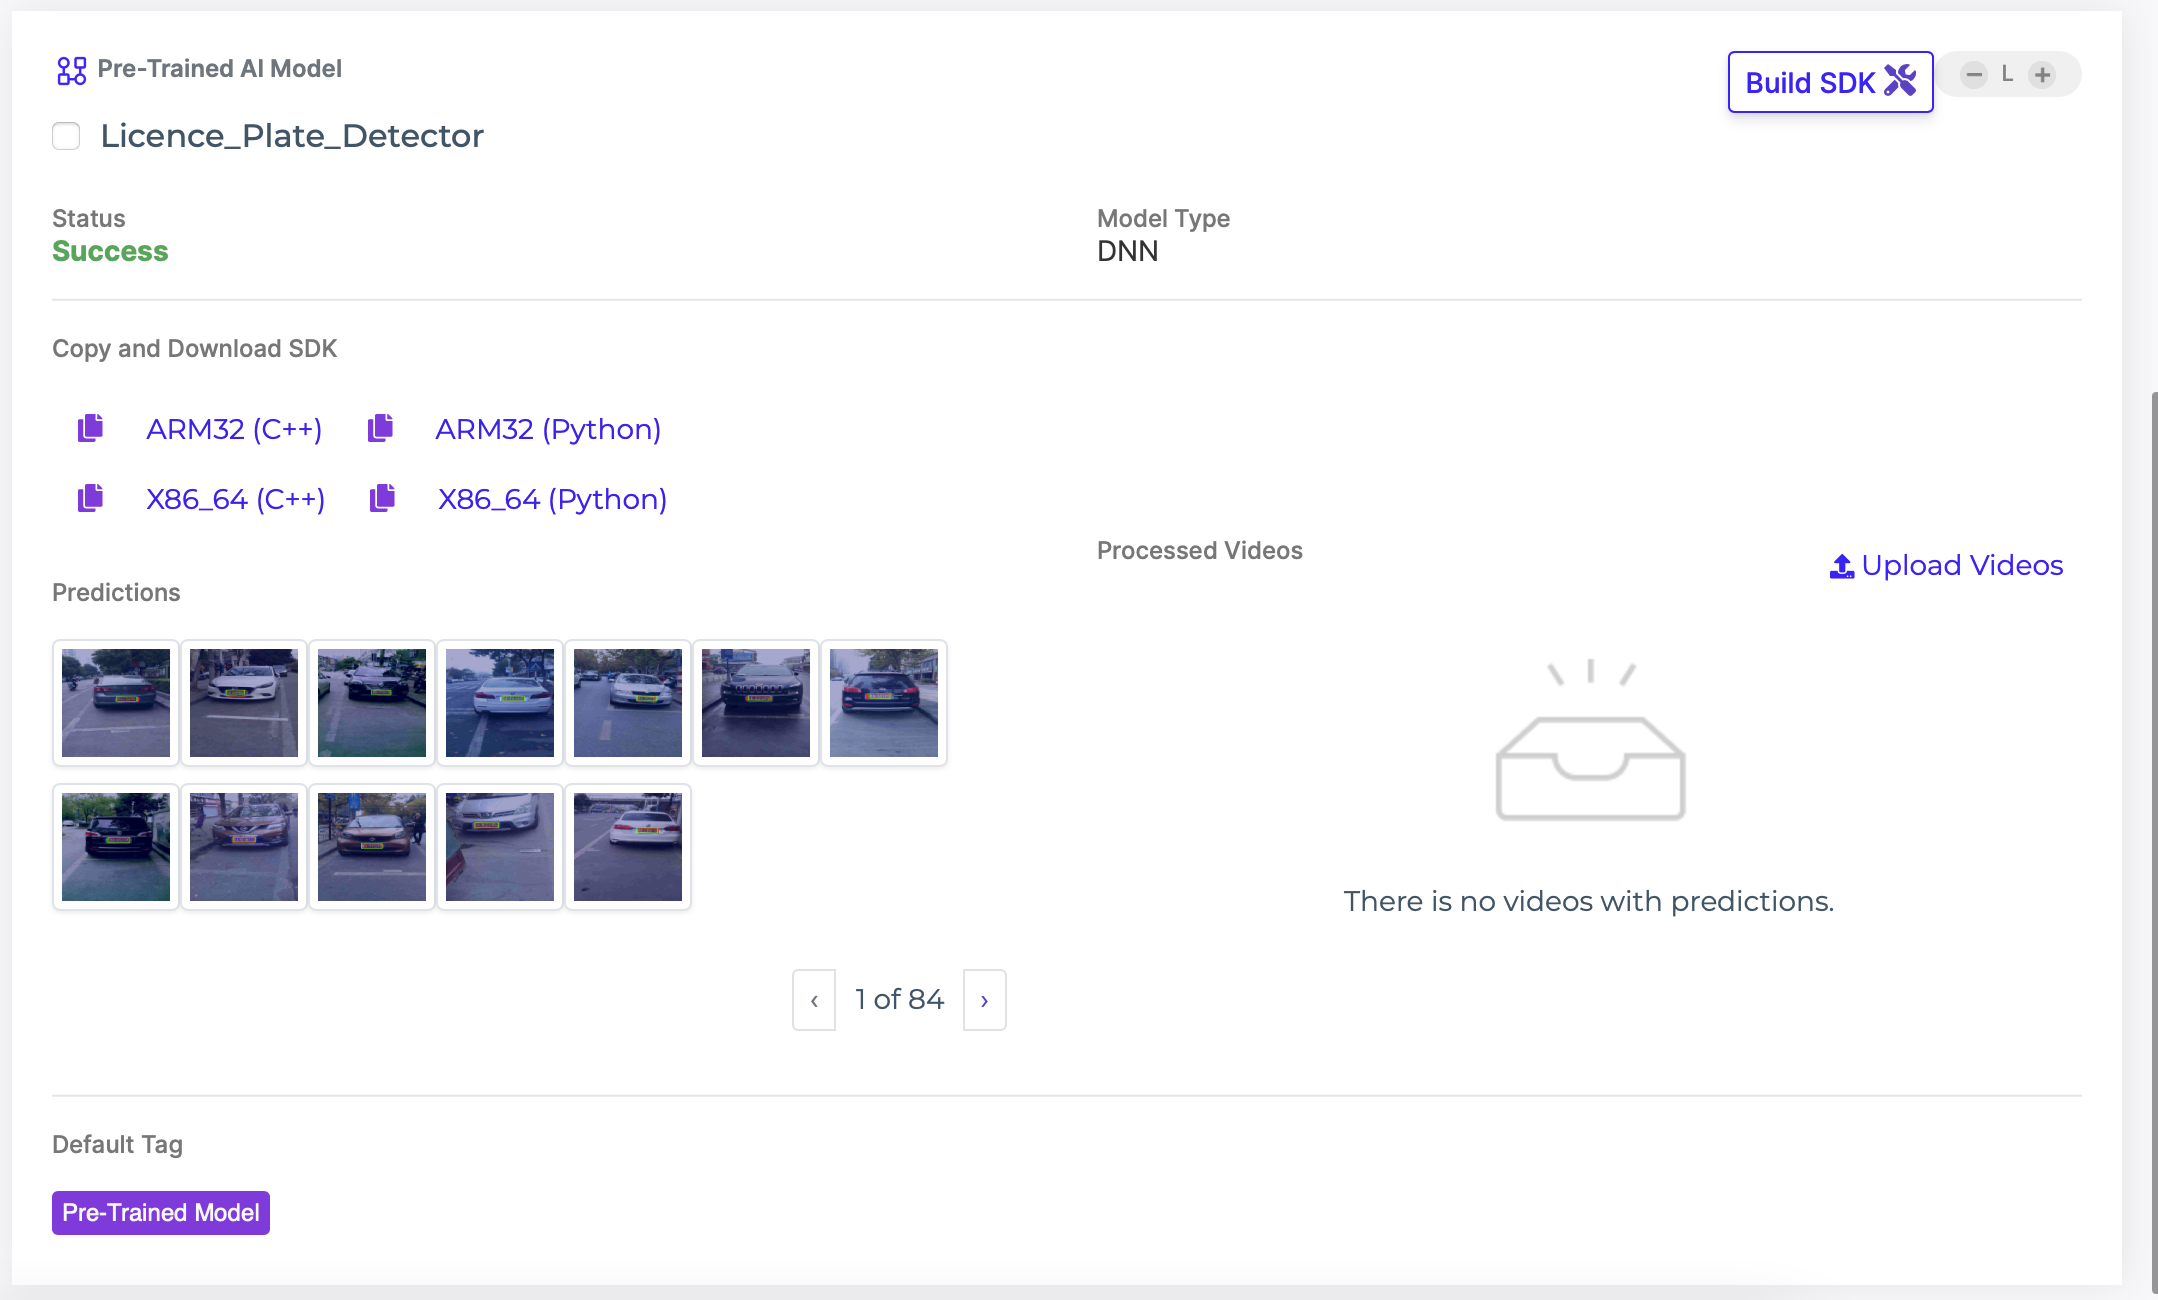 Pre-Trained AI Model
Build SDK
L
Licence_Plate_Detector
Status
Success
Model Type
DNN
Copy and Download SDK
ARM32 (C++)
ARM32 (Python)
X86_64 (C++)
X86_64 (Python)
Predictions
Processed Videos
Upload Videos
There is no videos with predictions.
‹ 1 of 84 ›
Default Tag
Pre-Trained Model